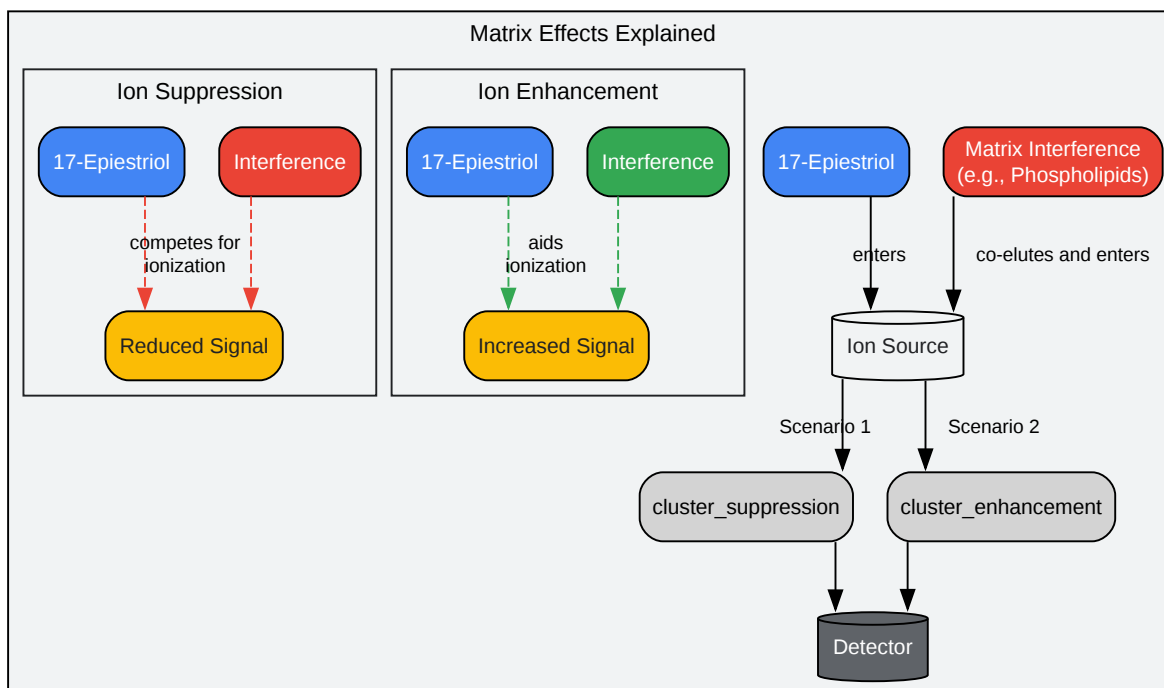 Matrix Effects Explained
Ion Suppression
17-Epiestriol
Interference
competes for
ionization
Reduced Signal
Ion Enhancement
17-Epiestriol
Interference
aids
ionization
Increased Signal
17-Epiestriol
Matrix Interference
(e.g., Phospholipids)
enters
co-elutes and enters
Ion Source
Scenario 1
Scenario 2
cluster_suppression
cluster_enhancement
Detector